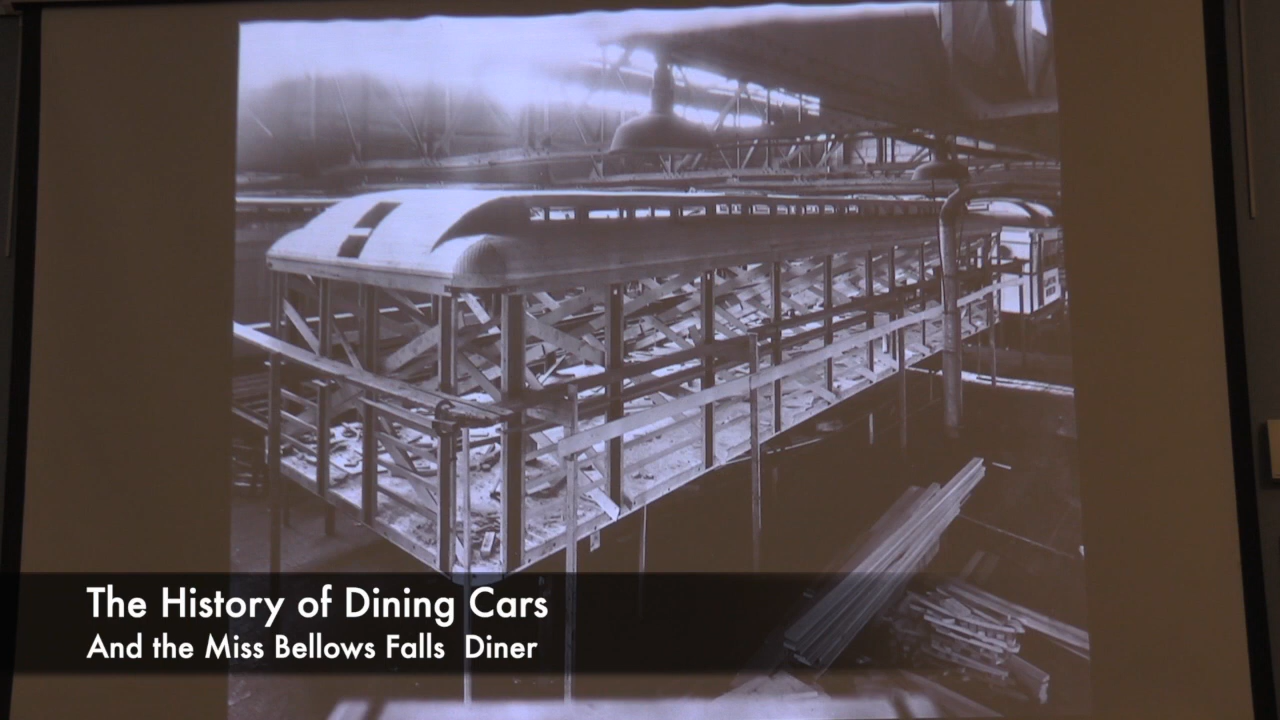 The History of Dining Cars
And the Miss Bellows Falls Diner